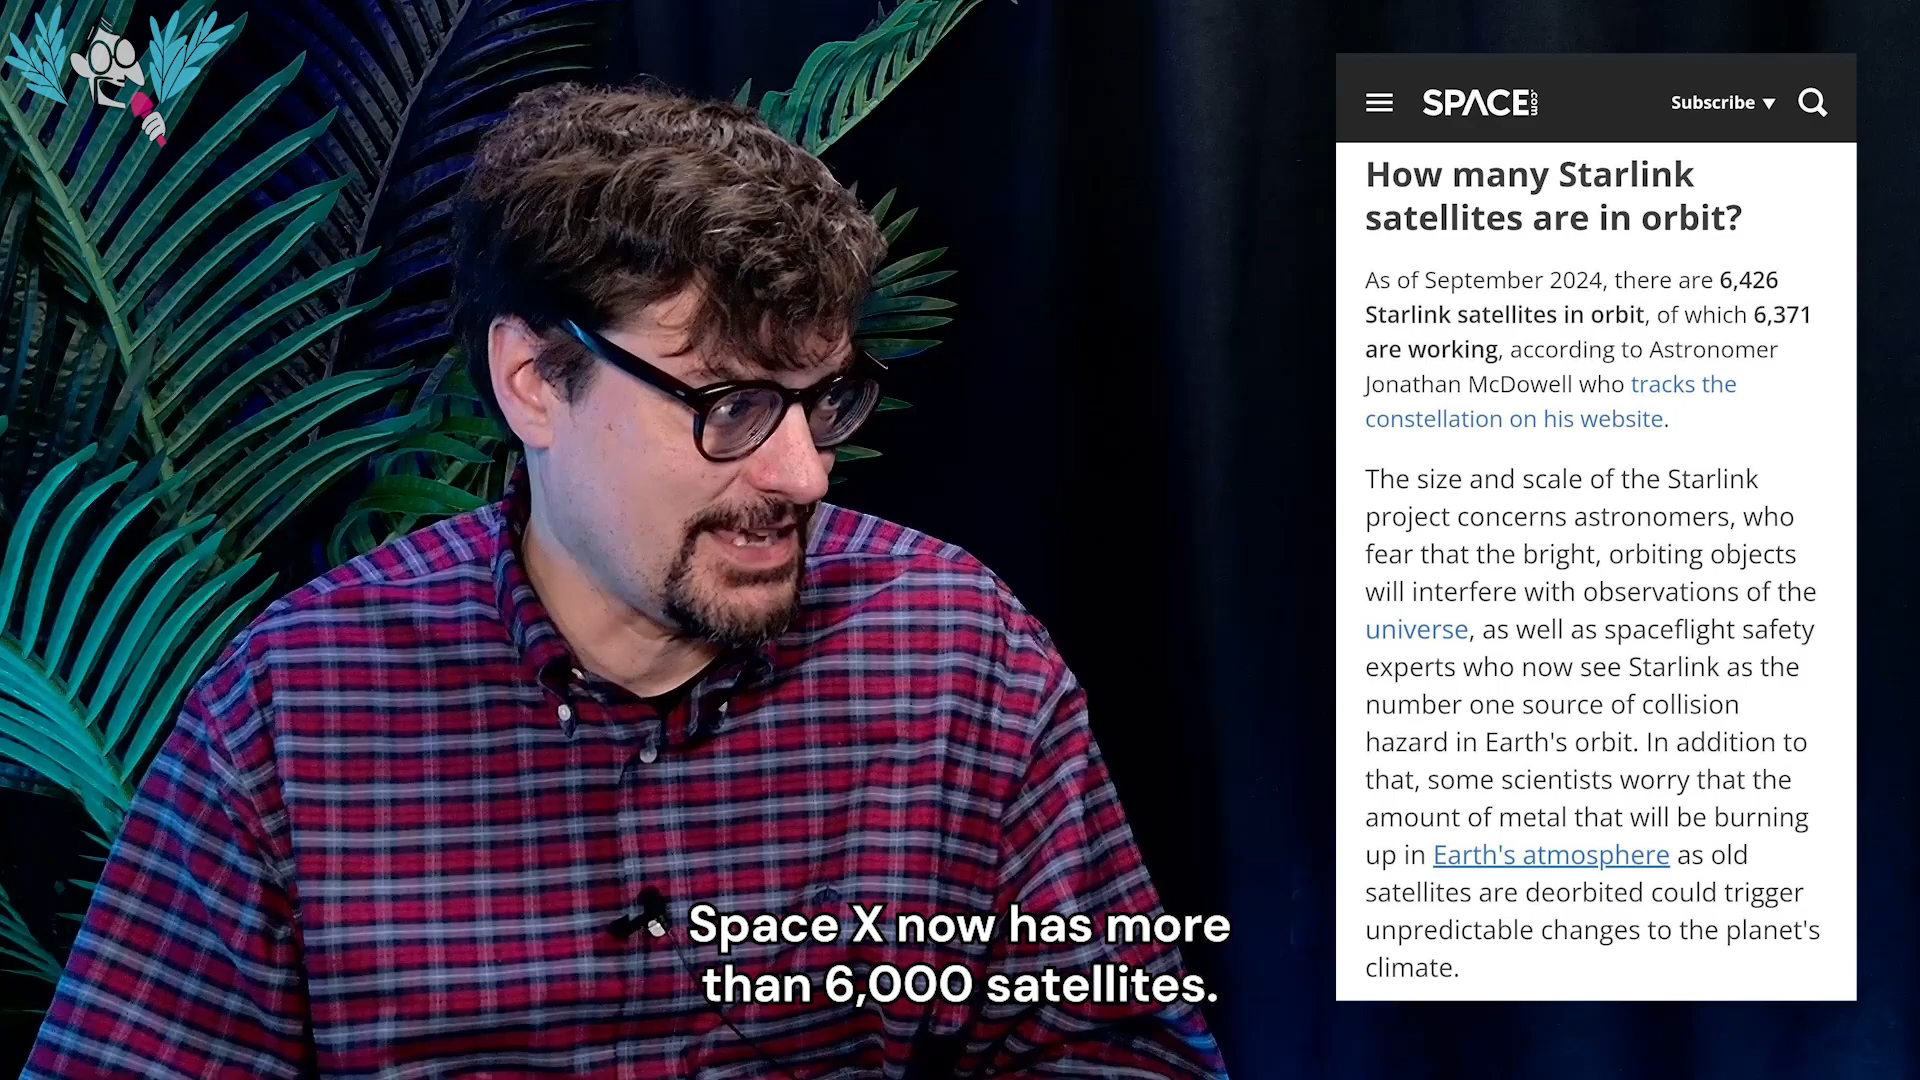 SPACE.com
Subscribe
How many Starlink
satellites are in orbit?
As of September 2024, there are 6,426
Starlink satellites in orbit, of which 6,371
are working, according to Astronomer
Jonathan McDowell who tracks the
constellation on his website.
The size and scale of the Starlink
project concerns astronomers, who
fear that the bright, orbiting objects
will interfere with observations of the
universe, as well as spaceflight safety
experts who now see Starlink as the
number one source of collision
hazard in Earth's orbit. In addition to
that, some scientists worry that the
amount of metal that will be burning
up in Earth's atmosphere as old
satellites are deorbited could trigger
unpredictable changes to the planet's
climate.
Space X now has more
than 6,000 satellites.